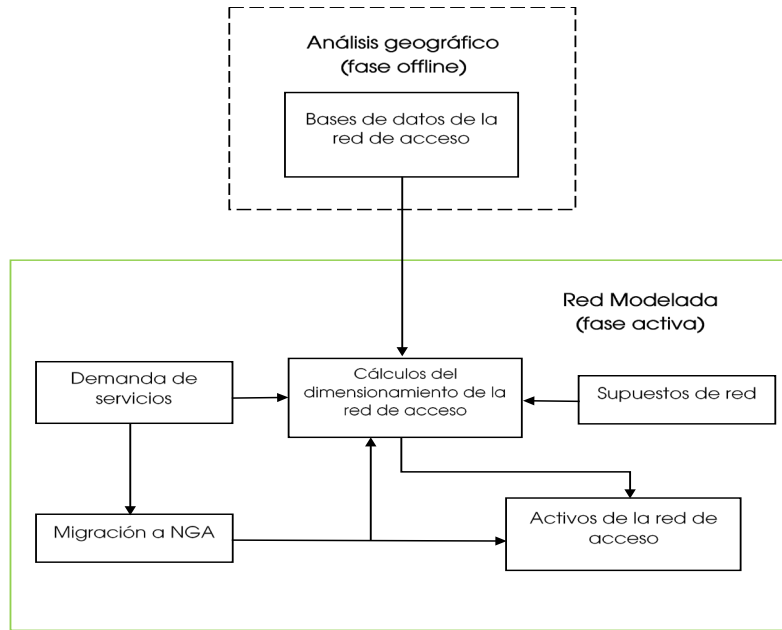 Análisis geográfico
(fase offline)
Bases de datos de la
red de acceso
Red Modelada
(fase activa)
Demanda de
servicios
Cálculos del
dimensionamiento de la
red de acceso
Supuestos de red
Migración a NGA
Activos de la red de
acceso